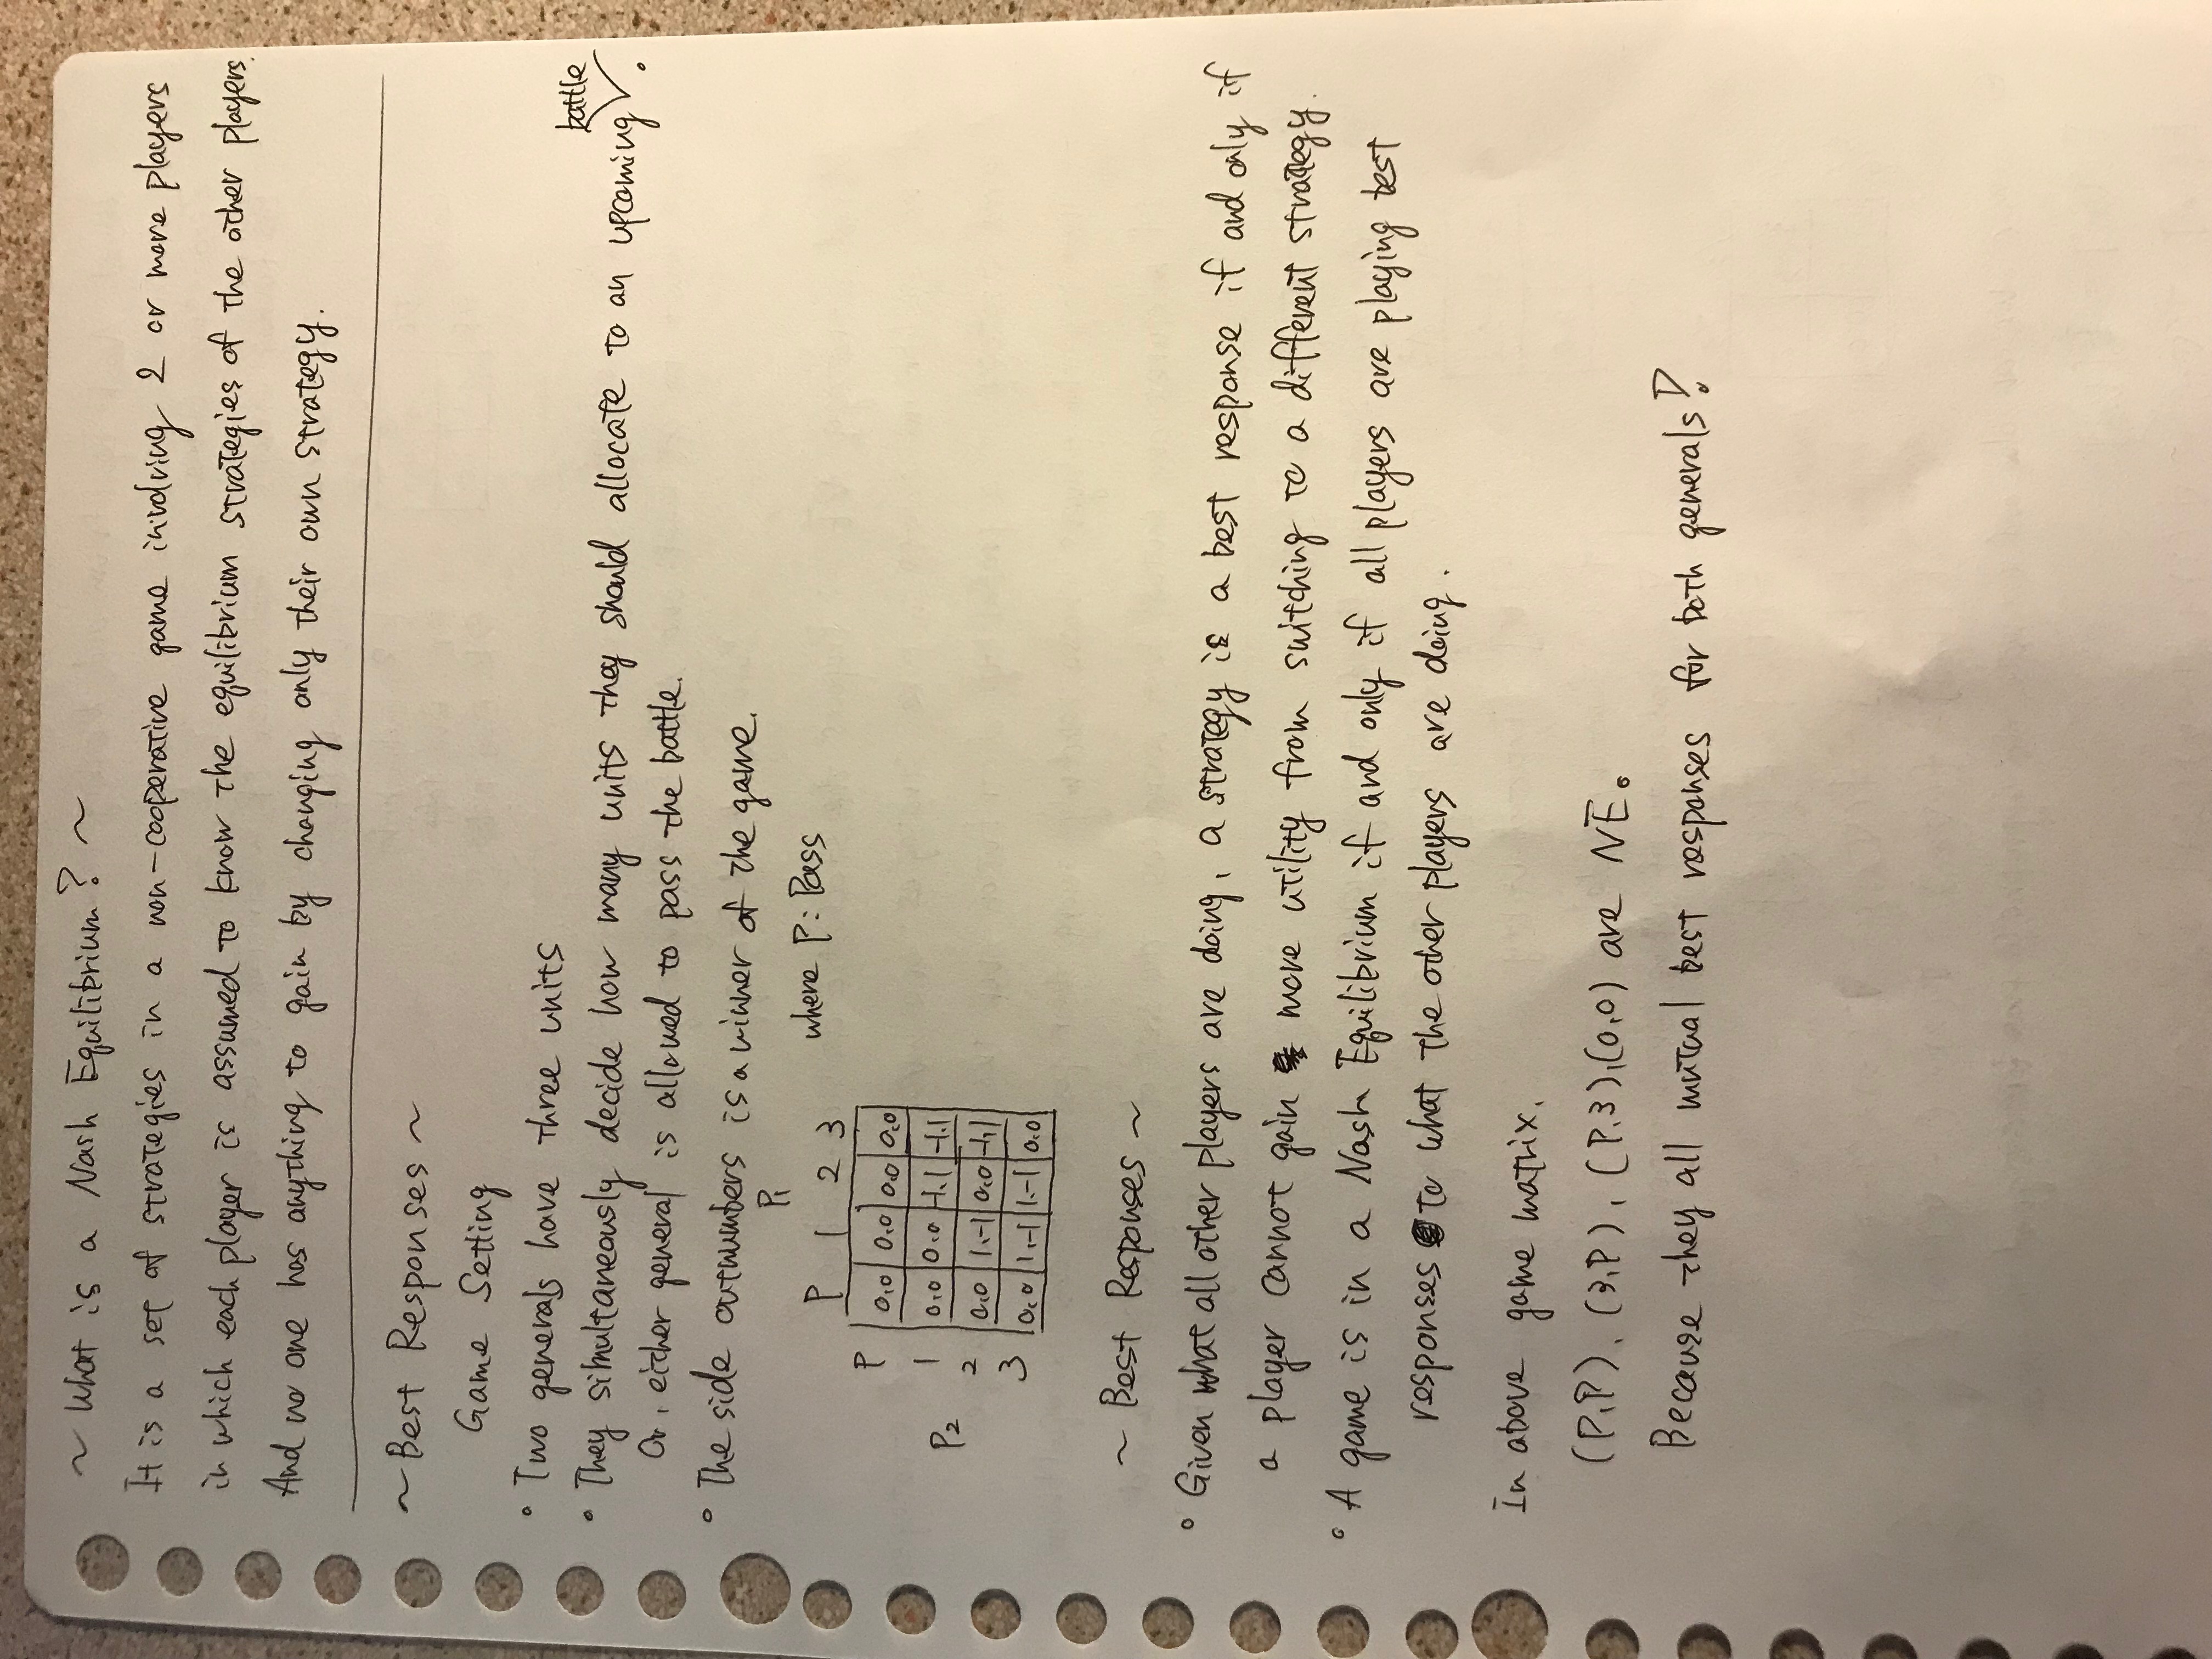 ~ What is a Nash Equilibrium? ~
It is a set of strategies in a non-cooperative game involving 2 or more players
in which each player is assumed to know the equilibrium strategies of the other players.
And no one has anything to gain by changing only their own strategy.
~ Best Responses ~
Game Setting
• Two generals have three units
• They simultaneously decide how many units they should allocate to an upcoming battle.
Or, either general is allowed to pass the battle.
• The side outnumbers is a winner of the game.
P1
where P: Pass
P 1 2 3
P 0,0 0,0 0,0 0,0
1 0,0 0,0 -1,1 -1,1
P2
2 0,0 1,-1 0,0 -1,1
3 0,0 1,-1 1,-1 0,0
~ Best Responses ~
• Given what all other players are doing, a strategy is a best response if and only if
a player cannot gain more utility from switching to a different strategy.
• A game is in a Nash Equilibrium if and only if all players are playing best
responses to what the other players are doing.
In above game matrix,
(P,P), (3,P), (P,3), (0,0) are NE.
Because they all mutual best responses for both generals!